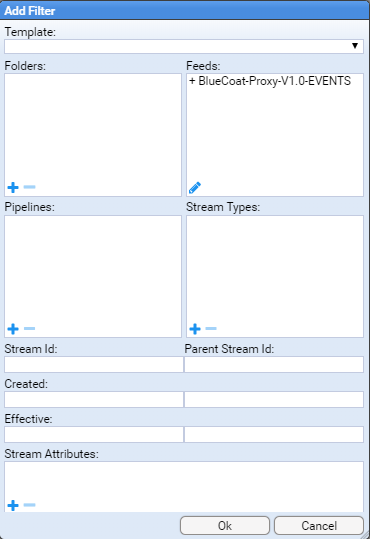 Add Filter
Template:
Folders:
Feeds:
+ BlueCoat-Proxy-V1.0-EVENTS
Pipelines:
Stream Types:
Stream Id:
Parent Stream Id:
Created:
Effective:
Stream Attributes:
Ok
Cancel